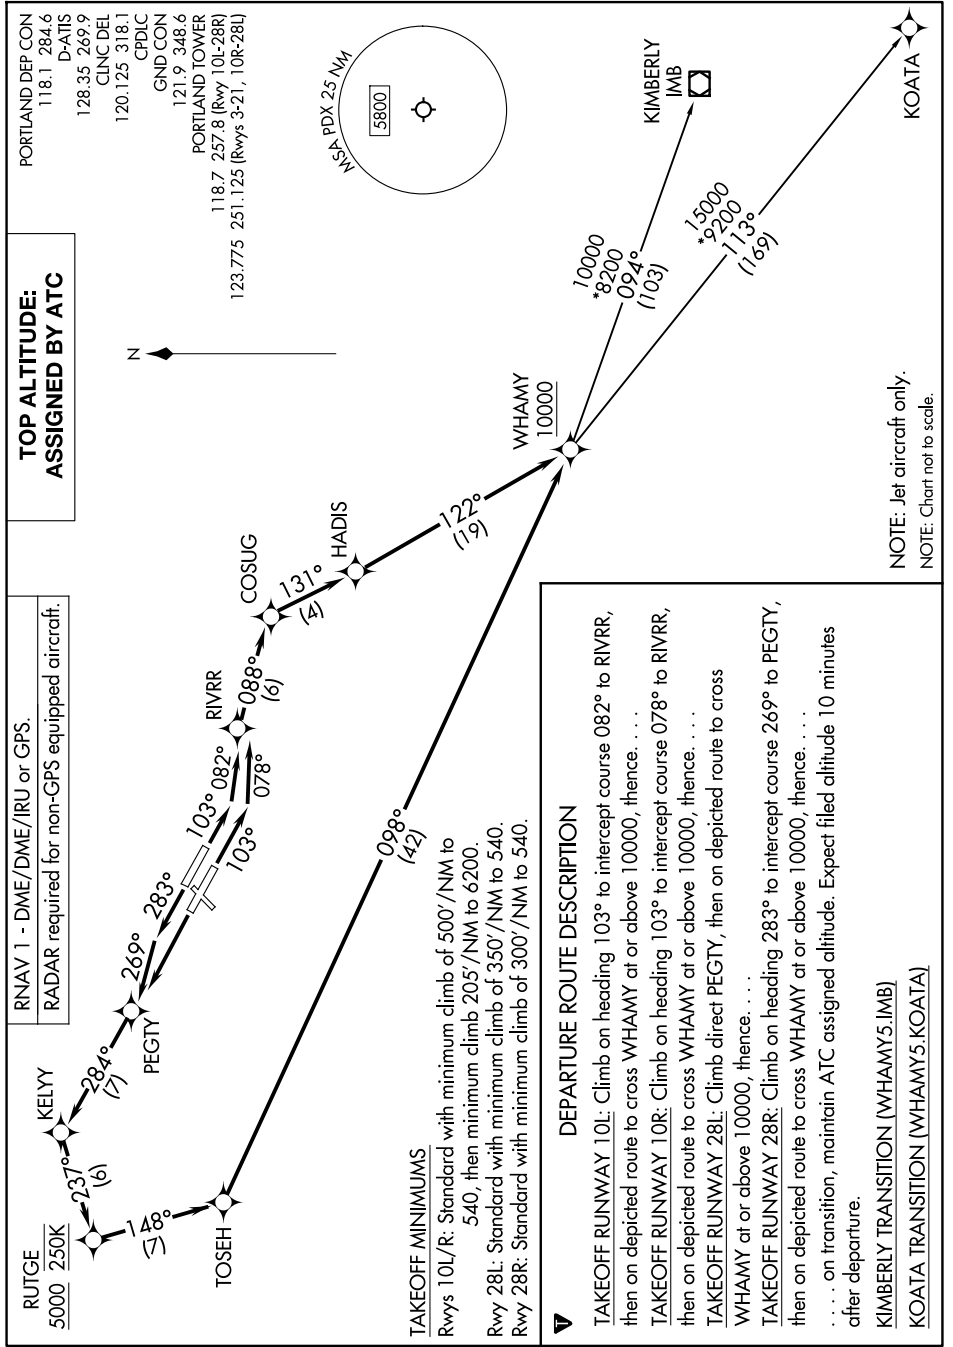 RNAV 1 - DME/DME/IRU or GPS.
RADAR required for non-GPS equipped aircraft.
TOP ALTITUDE:
ASSIGNED BY ATC
PORTLAND DEP CON
118.1 284.6
D-ATIS
128.35 269.9
CLNC DEL
120.125 318.1
CPDLC
GND CON
121.9 348.6
PORTLAND TOWER
118.7 257.8 (Rwy 10L-28R)
123.775 251.125 (Rwys 3-21, 10R-28L)
MSA PDX 25 NM
5800
N
RUTGE
5000 250K
KELYY
237°
(6)
284°
(7)
PEGTY
148°
(7)
TOSEH
269°
283°
103°
082°
103°
078°
RIVRR
088°
(6)
COSUG
131°
(4)
HADIS
122°
(19)
WHAMY
10000
098°
(42)
10000
*8200
094°
(103)
KIMBERLY
IMB
15000
*9200
113°
(169)
KOATA
TAKEOFF MINIMUMS
Rwys 10L/R: Standard with minimum climb of 500'/NM to
540, then minimum climb 205'/NM to 6200.
Rwy 28L: Standard with minimum climb of 350'/NM to 540.
Rwy 28R: Standard with minimum climb of 300'/NM to 540.
NOTE: Jet aircraft only.
NOTE: Chart not to scale.
T
DEPARTURE ROUTE DESCRIPTION
TAKEOFF RUNWAY 10L: Climb on heading 103° to intercept course 082° to RIVRR,
then on depicted route to cross WHAMY at or above 10000, thence. . . .
TAKEOFF RUNWAY 10R: Climb on heading 103° to intercept course 078° to RIVRR,
then on depicted route to cross WHAMY at or above 10000, thence. . . .
TAKEOFF RUNWAY 28L: Climb direct PEGTY, then on depicted route to cross
WHAMY at or above 10000, thence. . . .
TAKEOFF RUNWAY 28R: Climb on heading 283° to intercept course 269° to PEGTY,
then on depicted route to cross WHAMY at or above 10000, thence. . . .
. . . . on transition, maintain ATC assigned altitude. Expect filed altitude 10 minutes
after departure.
KIMBERLY TRANSITION (WHAMY5.IMB)
KOATA TRANSITION (WHAMY5.KOATA)